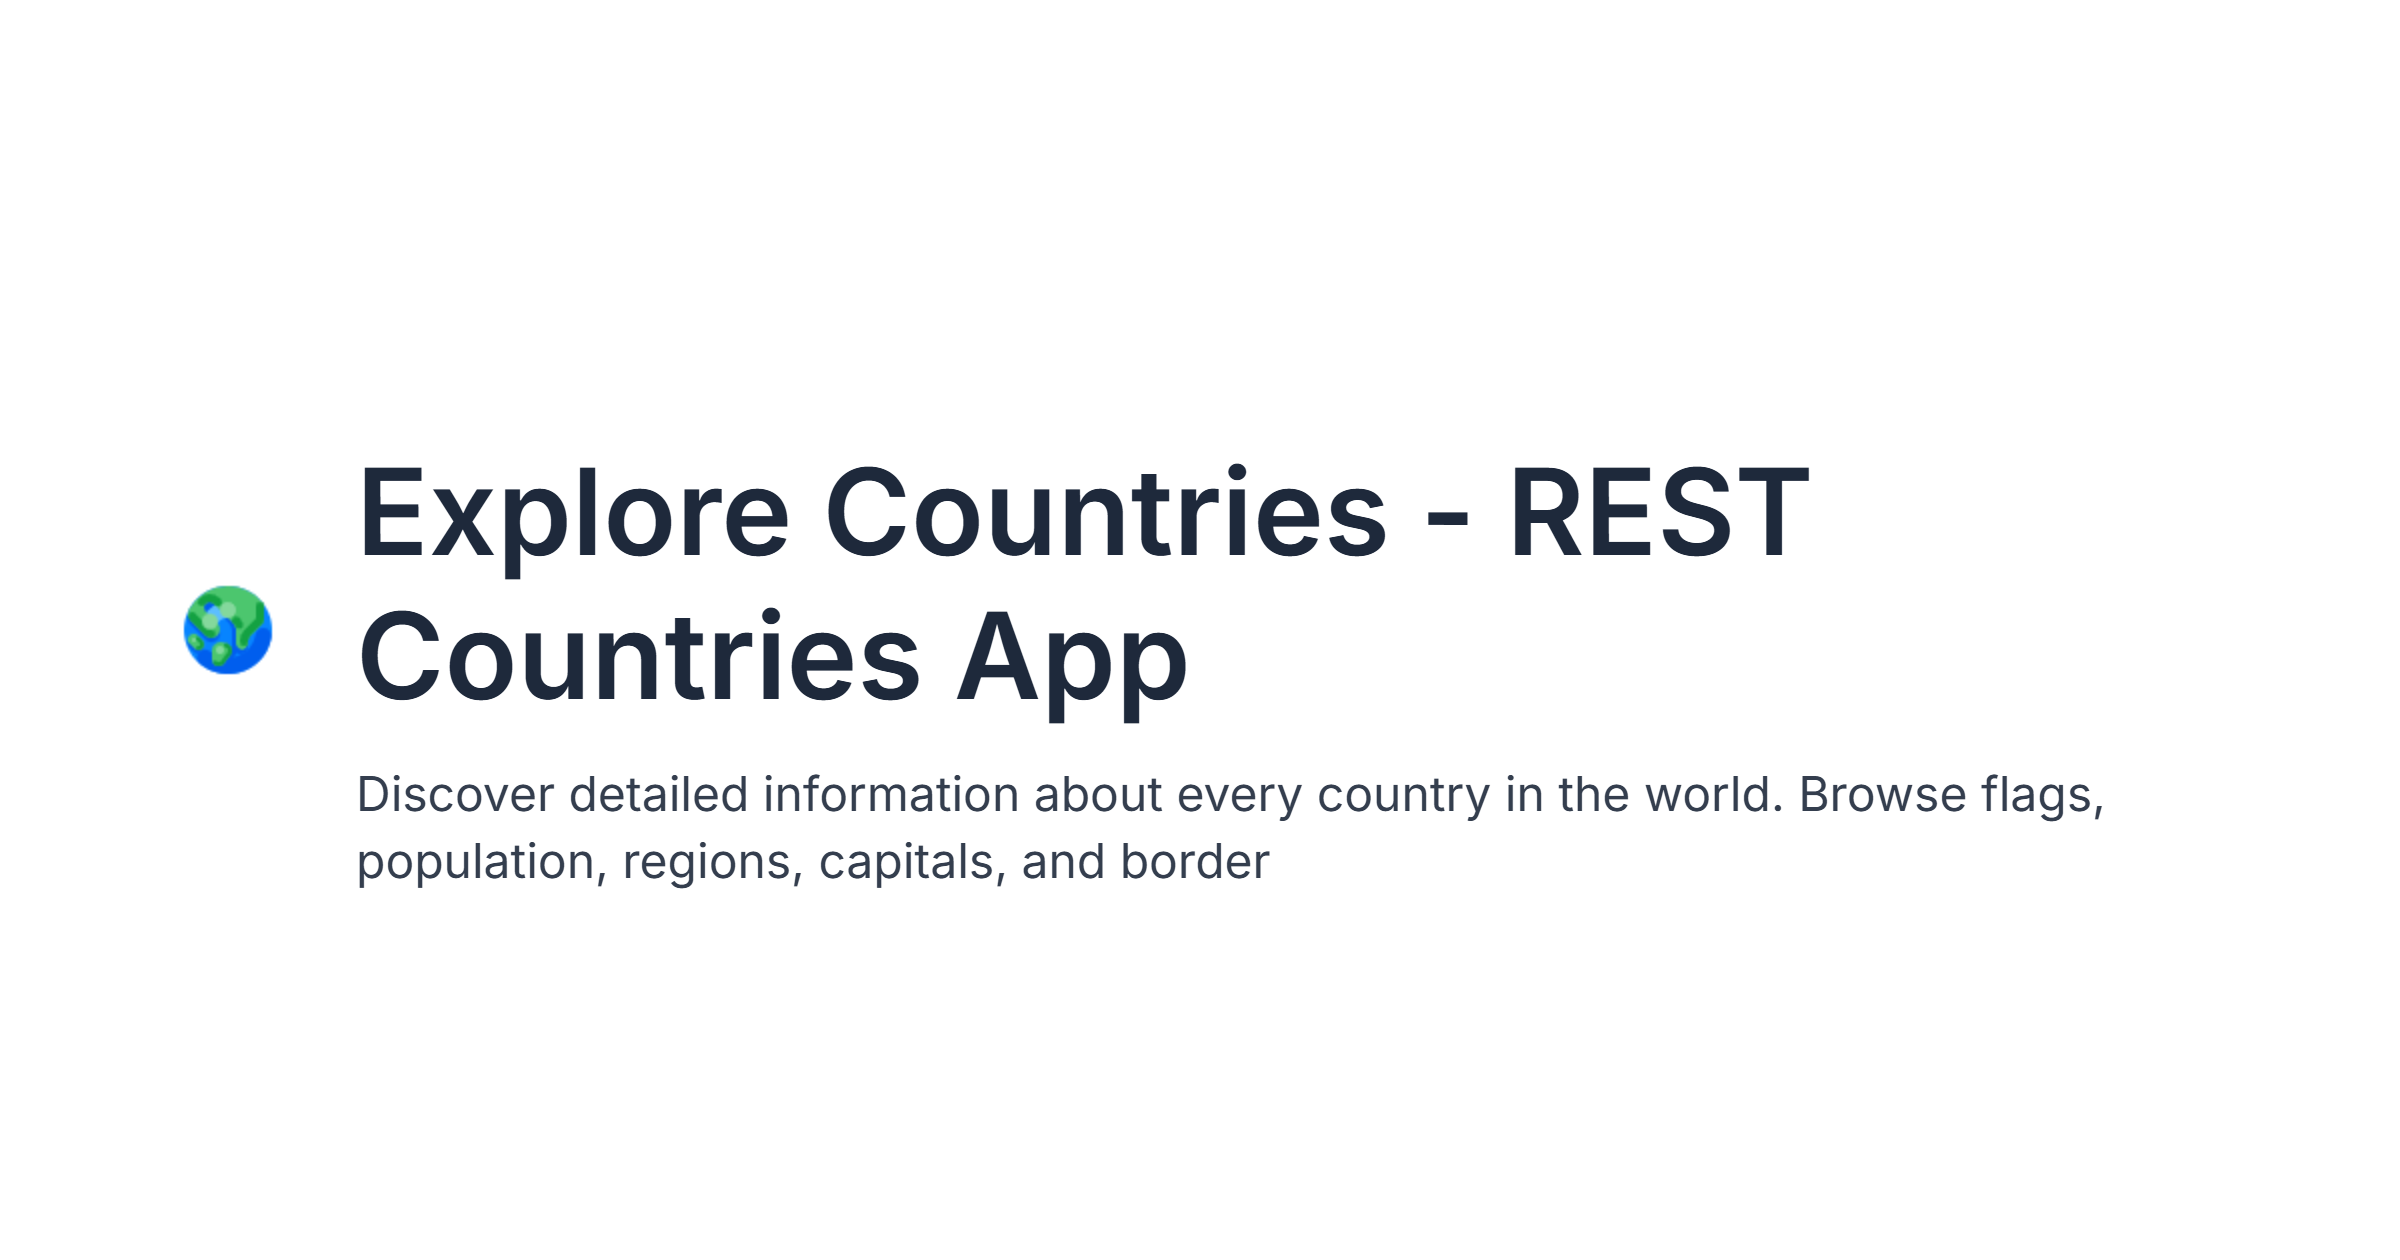 Explore Countries - REST
Countries App
Discover detailed information about every country in the world. Browse flags,
population, regions, capitals, and border